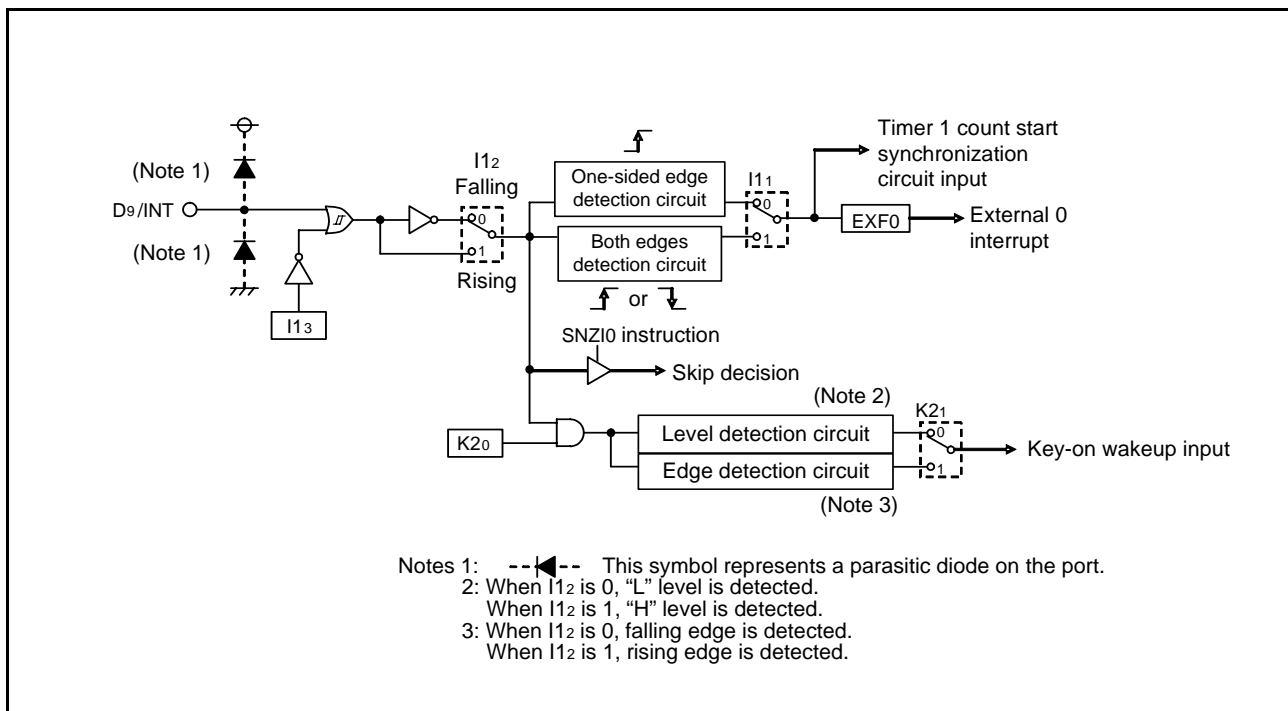 Timer 1 count start
synchronization
circuit input
(Note 1)
I12
Falling
One-sided edge
detection circuit
I11
0
0
D9/INT
EXF0
External 0
interrupt
(Note 1)
1
Both edges
detection circuit
1
Rising
I13
or
SNZI0 instruction
Skip decision
(Note 2)
K21
K20
Level detection circuit
0
Key-on wakeup input
Edge detection circuit
1
(Note 3)
Notes 1: This symbol represents a parasitic diode on the port.
2: When I12 is 0, “L” level is detected.
When I12 is 1, “H” level is detected.
3: When I12 is 0, falling edge is detected.
When I12 is 1, rising edge is detected.